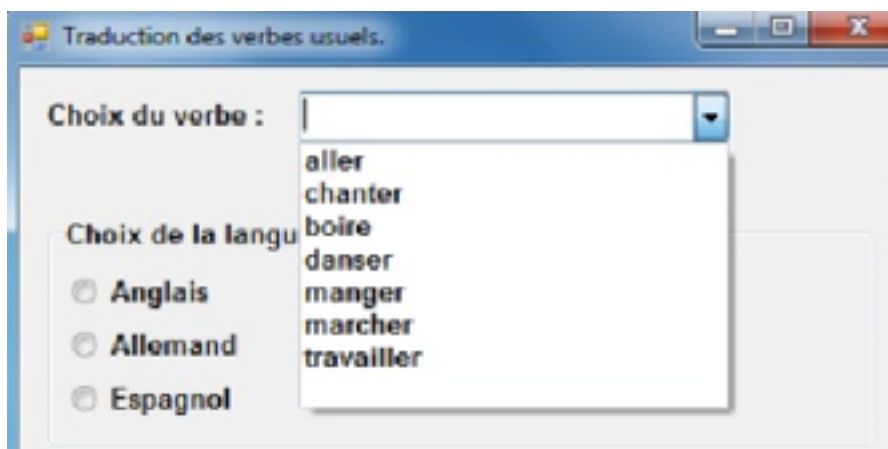 Traduction des verbes usuels.
Choix du verbe :
aller
chanter
boire
danser
manger
marcher
travailler
Choix de la langu
Anglais
Allemand
Espagnol